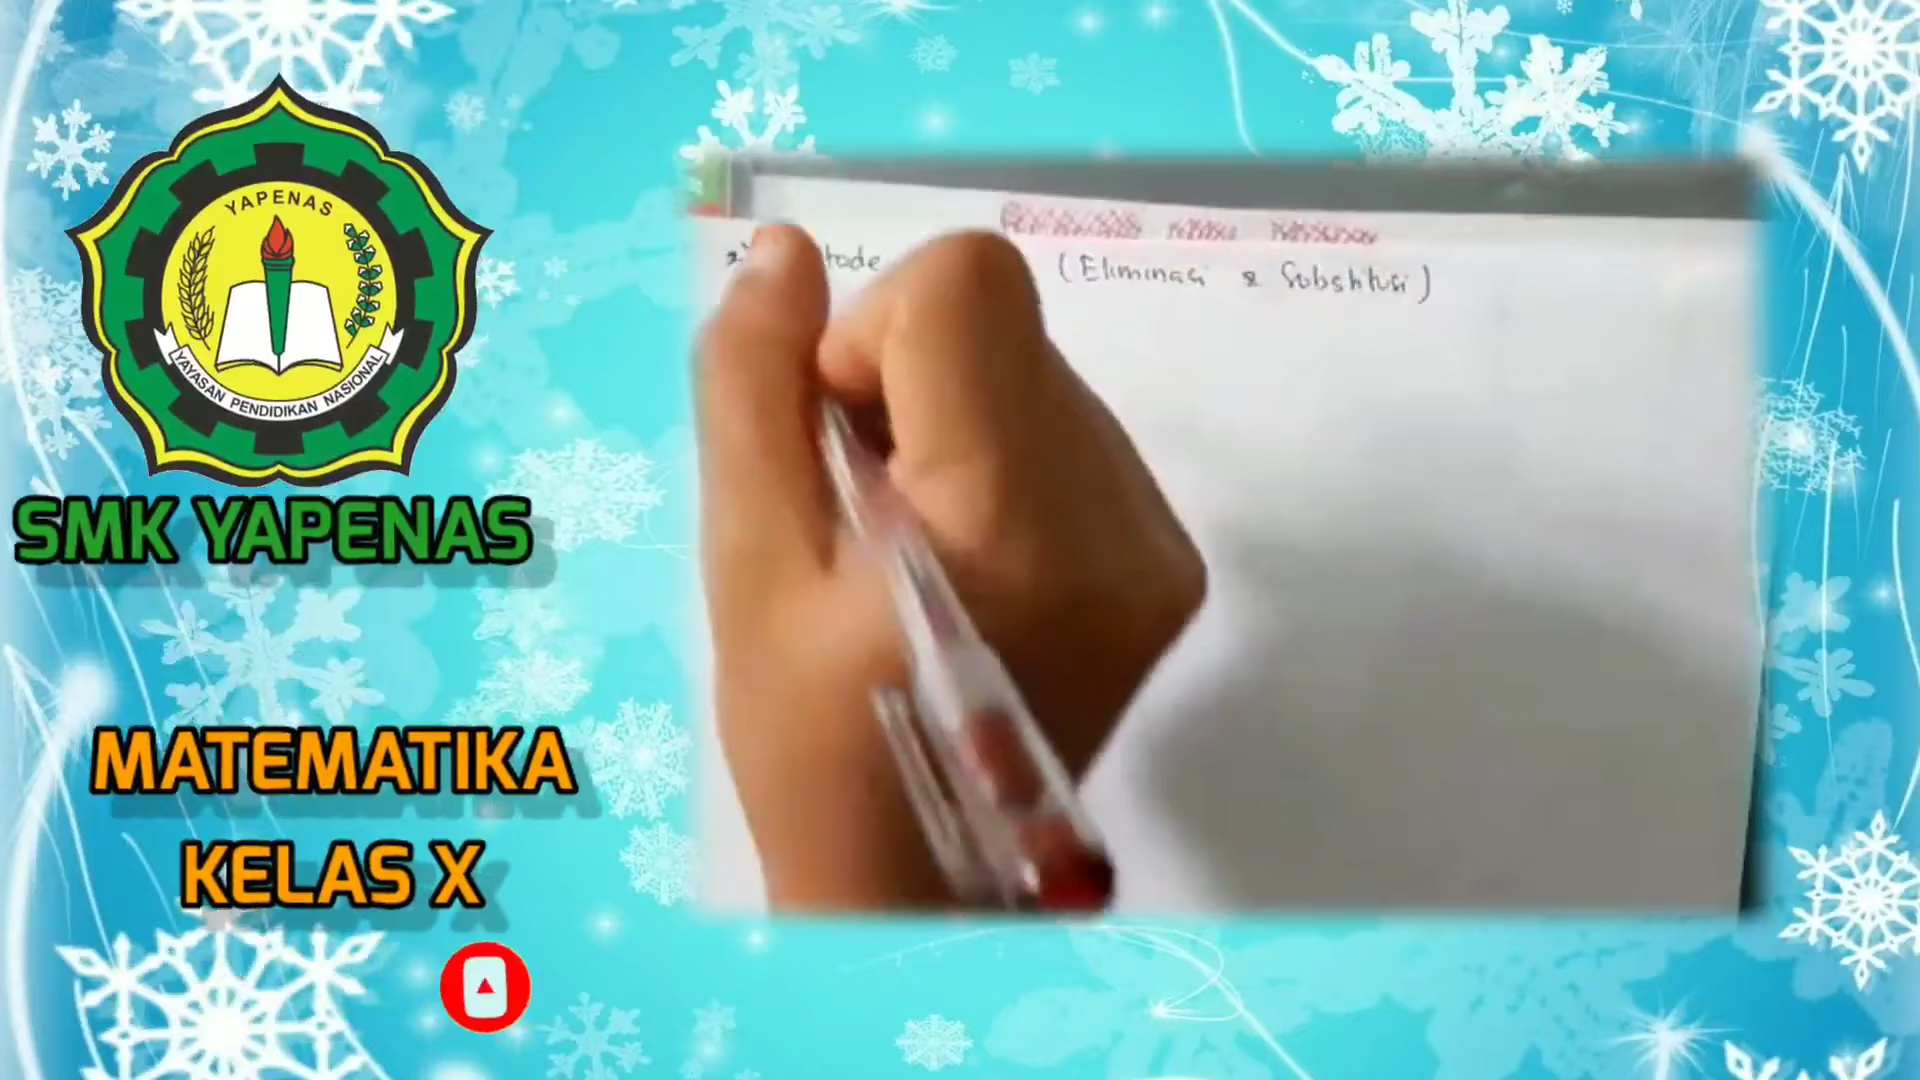 YAPENAS
YAYASAN PENDIDIKAN NASIONAL
SMK YAPENAS
MATEMATIKA
KELAS X
(Eliminasi & Substitusi)